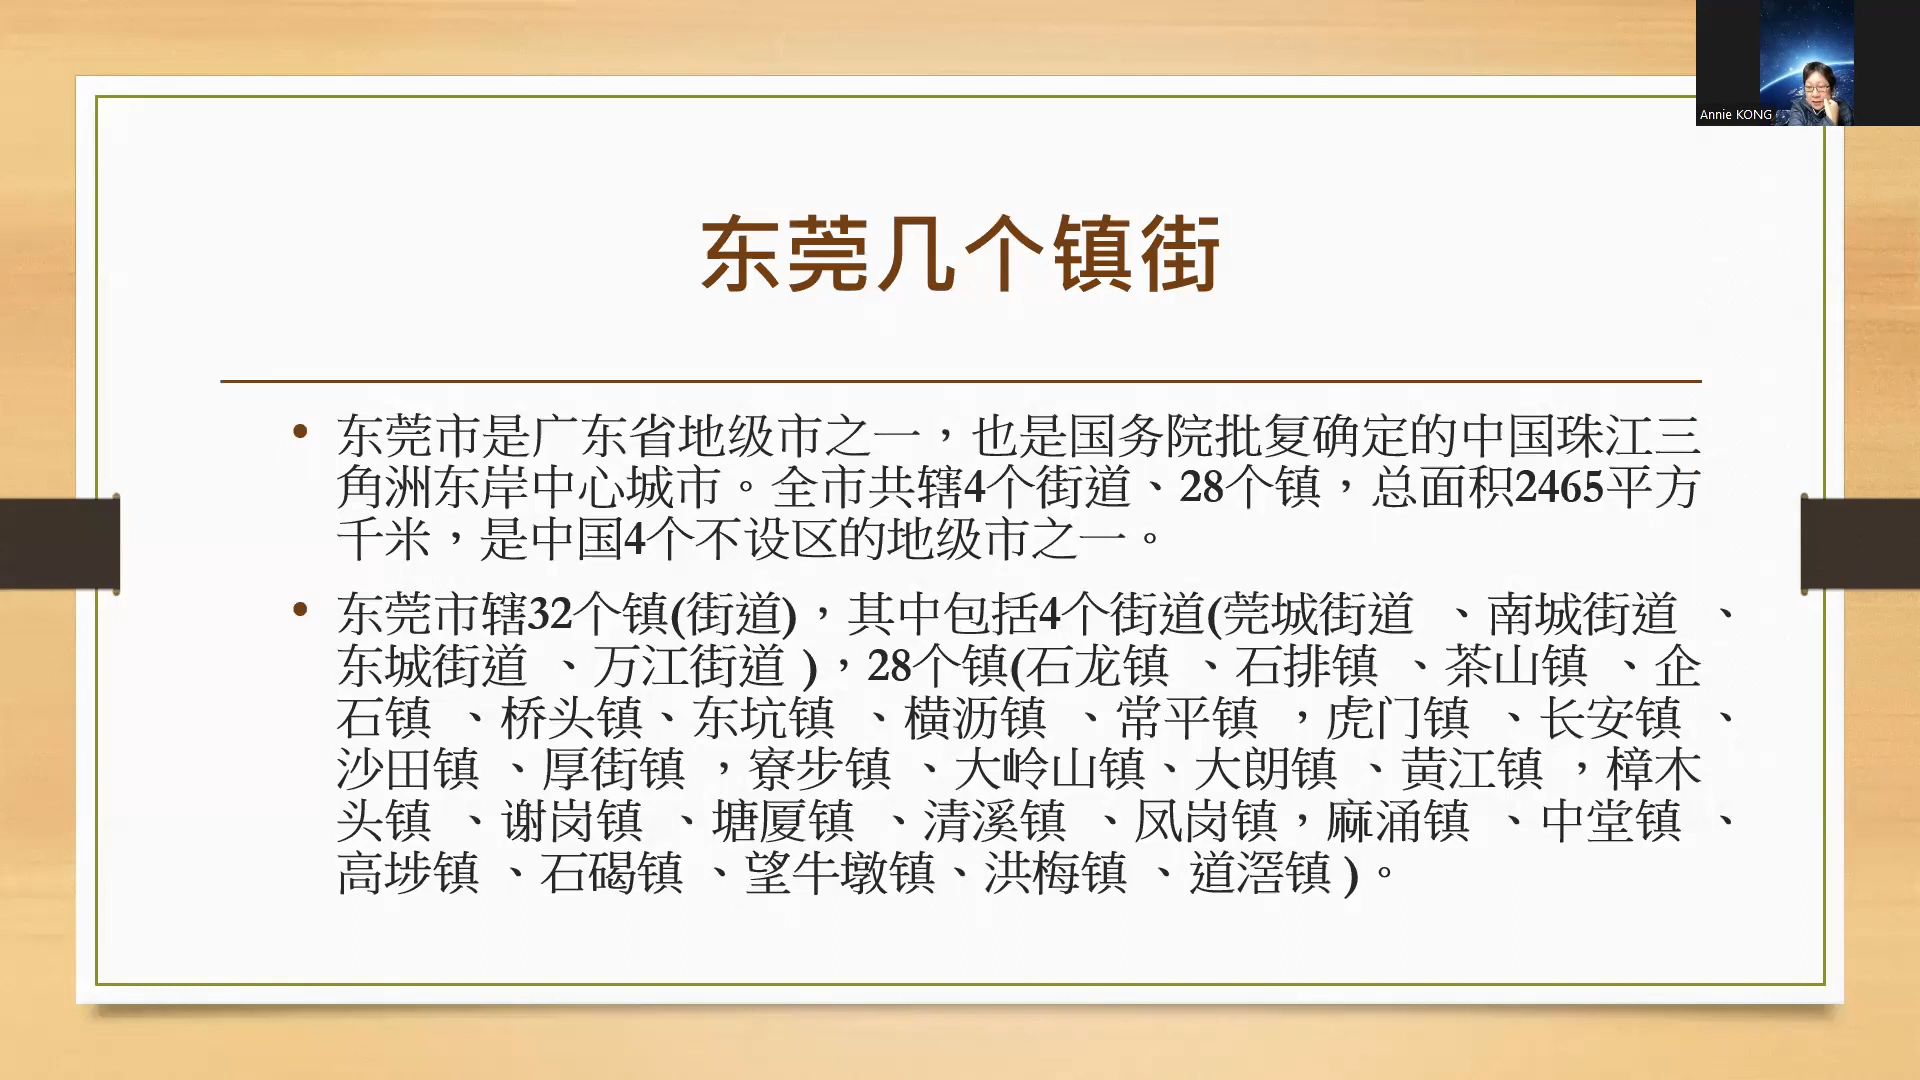 Annie KONG
东莞几个镇街
• 东莞市是广东省地级市之一，也是国务院批复确定的中国珠江三
角洲东岸中心城市。全市共辖4个街道、28个镇，总面积2465平方
千米，是中国4个不设区的地级市之一。
• 东莞市辖32个镇(街道)，其中包括4个街道(莞城街道 、南城街道 、
东城街道 、万江街道 )，28个镇(石龙镇 、石排镇 、茶山镇 、企
石镇 、桥头镇、东坑镇 、横沥镇 、常平镇 ，虎门镇 、长安镇 、
沙田镇 、厚街镇 ，寮步镇 、大岭山镇、大朗镇 、黄江镇 ，樟木
头镇 、谢岗镇 、塘厦镇 、清溪镇 、凤岗镇，麻涌镇 、中堂镇 、
高埗镇 、石碣镇 、望牛墩镇、洪梅镇 、道滘镇 )。